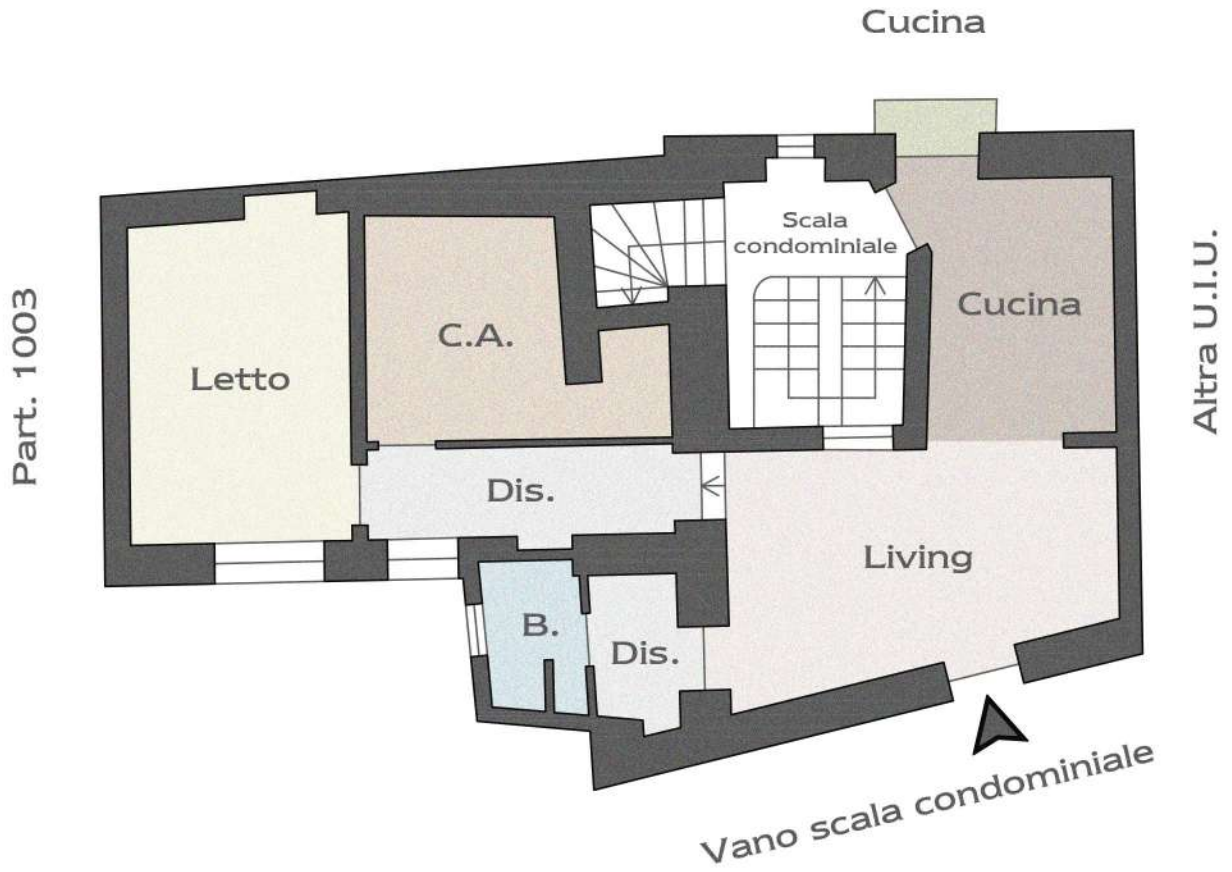 Cucina
Scala
condominiale
Cucina
Altra U.I.U.
Part. 1003
C.A.
Letto
Dis.
Living
B.
Dis.
Vano scala condominiale